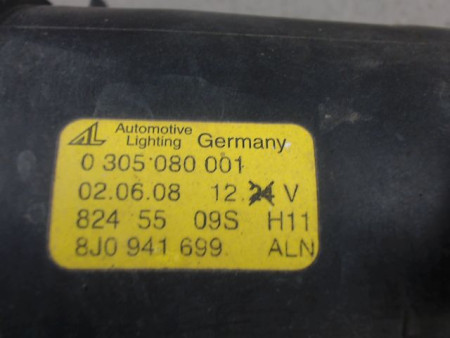 AL Automotive Lighting Germany
0 305 080 001
02.06.08 12 24 V
824 55 09S H11
8J0 941 699 ALN